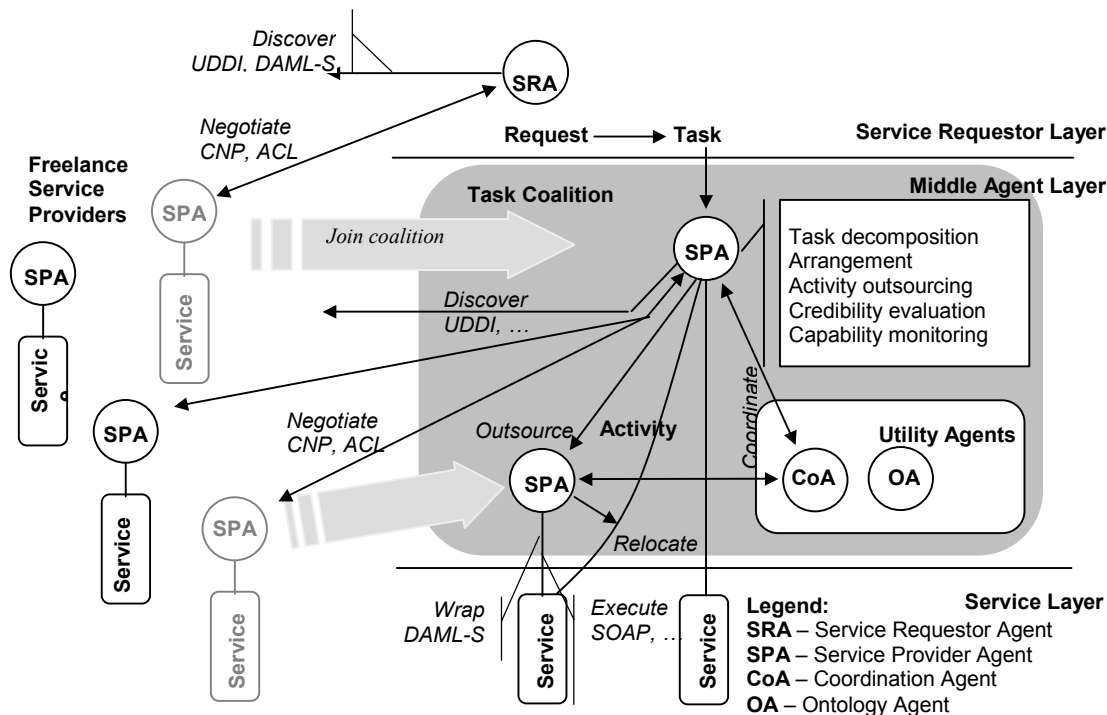 Discover
UDDI, DAML-S
SRA
Negotiate
CNP, ACL
Request
Task
Service Requestor Layer
Freelance
Service
Providers
SPA
Service
SPA
Servic
e
SPA
Service
SPA
Service
Middle Agent Layer
Task Coalition
Join coalition
SPA
Task decomposition
Arrangement
Activity outsourcing
Credibility evaluation
Capability monitoring
Discover
UDDI, …
Negotiate
CNP, ACL
Outsource
Activity
Coordinate
Utility Agents
CoA
OA
SPA
Relocate
Service Layer
Wrap
DAML-S
Service
Execute
SOAP, …
Service
Legend:
SRA – Service Requestor Agent
SPA – Service Provider Agent
CoA – Coordination Agent
OA – Ontology Agent